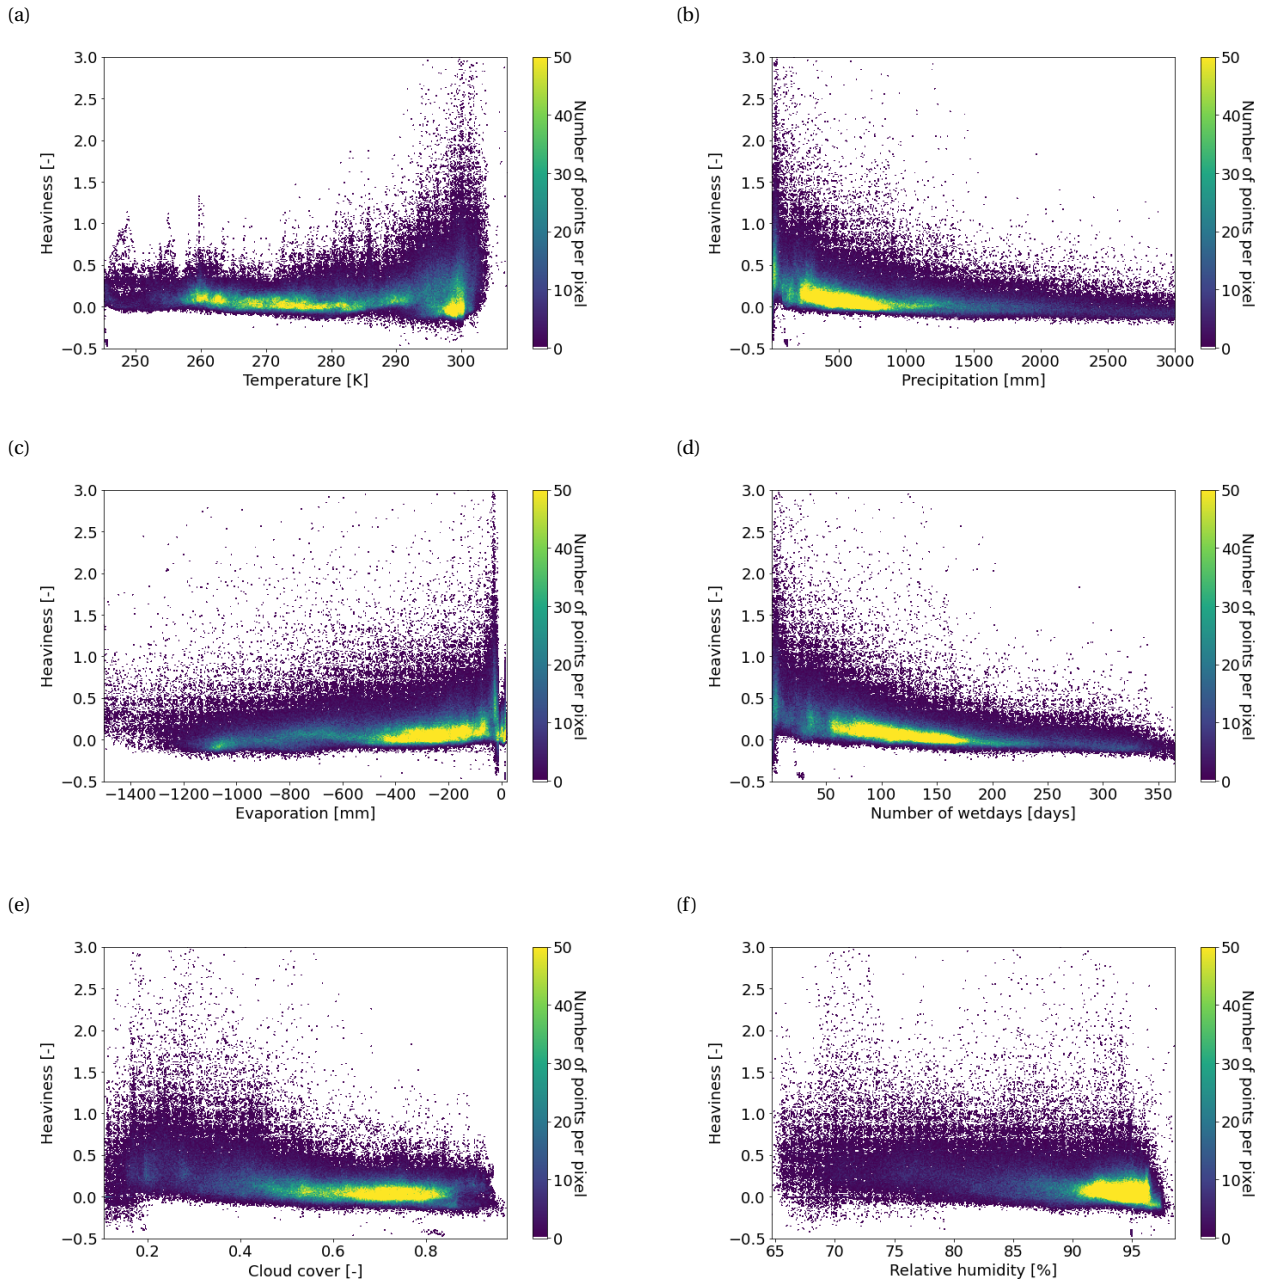 (a)
3.0
2.5
2.0
1.5
1.0
0.5
0.0
−0.5
Heaviness [-]
250 260 270 280 290 300
Temperature [K]
50
40
30
20
10
0
Number of points per pixel
(b)
3.0
2.5
2.0
1.5
1.0
0.5
0.0
−0.5
Heaviness [-]
500 1000 1500 2000 2500 3000
Precipitation [mm]
50
40
30
20
10
0
Number of points per pixel
(c)
3.0
2.5
2.0
1.5
1.0
0.5
0.0
−0.5
Heaviness [-]
−1400 −1200 −1000 −800 −600 −400 −200 0
Evaporation [mm]
50
40
30
20
10
0
Number of points per pixel
(d)
3.0
2.5
2.0
1.5
1.0
0.5
0.0
−0.5
Heaviness [-]
50 100 150 200 250 300 350
Number of wetdays [days]
50
40
30
20
10
0
Number of points per pixel
(e)
3.0
2.5
2.0
1.5
1.0
0.5
0.0
−0.5
Heaviness [-]
0.2 0.4 0.6 0.8
Cloud cover [-]
50
40
30
20
10
0
Number of points per pixel
(f)
3.0
2.5
2.0
1.5
1.0
0.5
0.0
−0.5
Heaviness [-]
65 70 75 80 85 90 95
Relative humidity [%]
50
40
30
20
10
0
Number of points per pixel